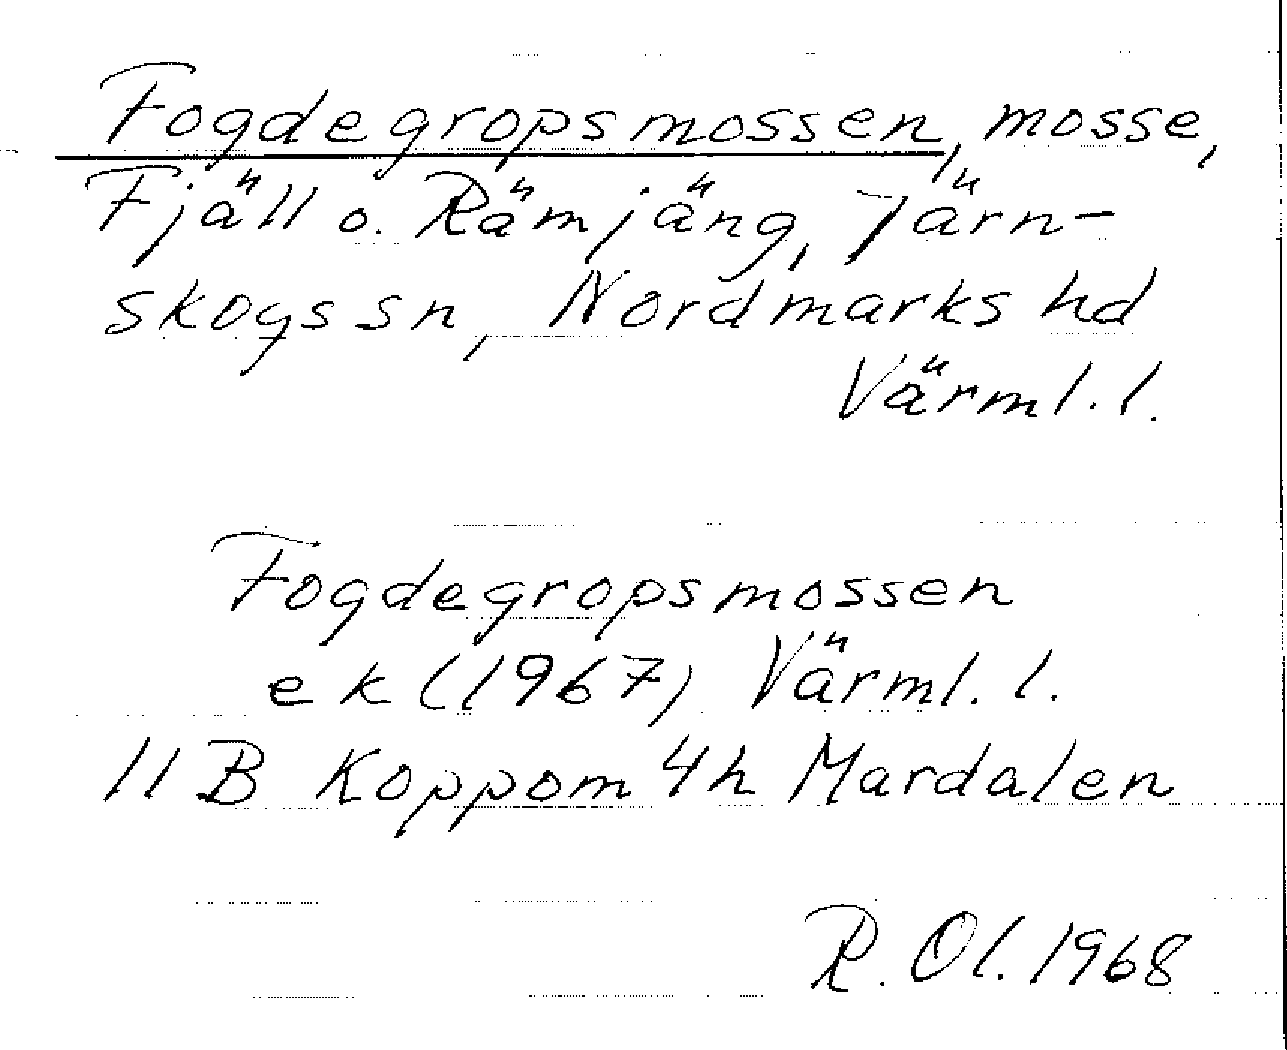 Fogdegropsmossen, mosse,
Fjäll o. Rämjäng, Järn-
skogs sn, Nordmarks hd
Värml. l.
Fogdegropsmossen
ek (1967) Värml. l.
11 B Koppom 4h Mardalen
R. Ol. 1968